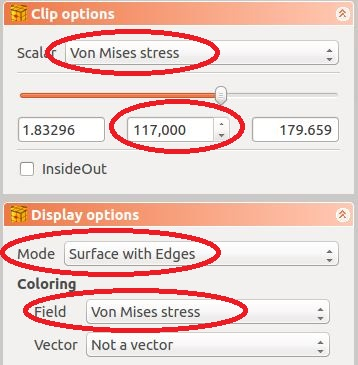 Clip options
Scalar Von Mises stress
1.83296 117,000 179.659
InsideOut
Display options
Mode Surface with Edges
Coloring
Field Von Mises stress
Vector Not a vector